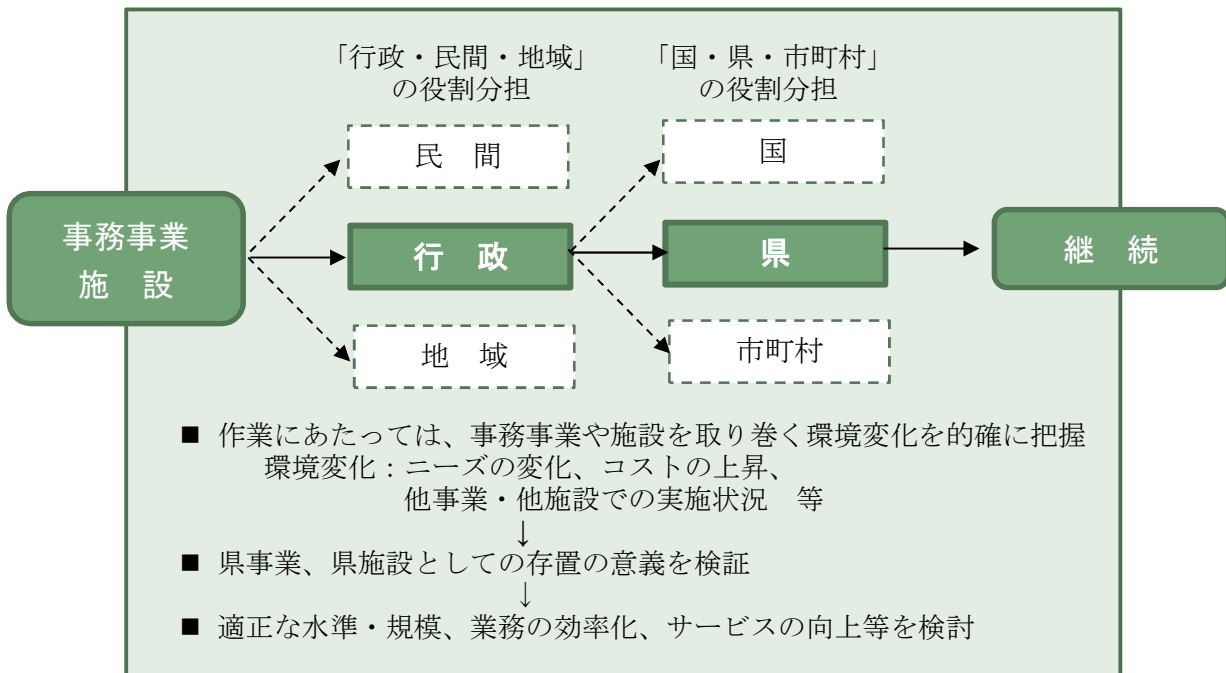 「行政・民間・地域」
の役割分担
「国・県・市町村」
の役割分担
民　間
国
事務事業
施　設
行　政
県
継　続
地　域
市町村
■ 作業にあたっては、事務事業や施設を取り巻く環境変化を的確に把握
環境変化：ニーズの変化、コストの上昇、
他事業・他施設での実施状況　等
↓
■ 県事業、県施設としての存置の意義を検証
↓
■ 適正な水準・規模、業務の効率化、サービスの向上等を検討